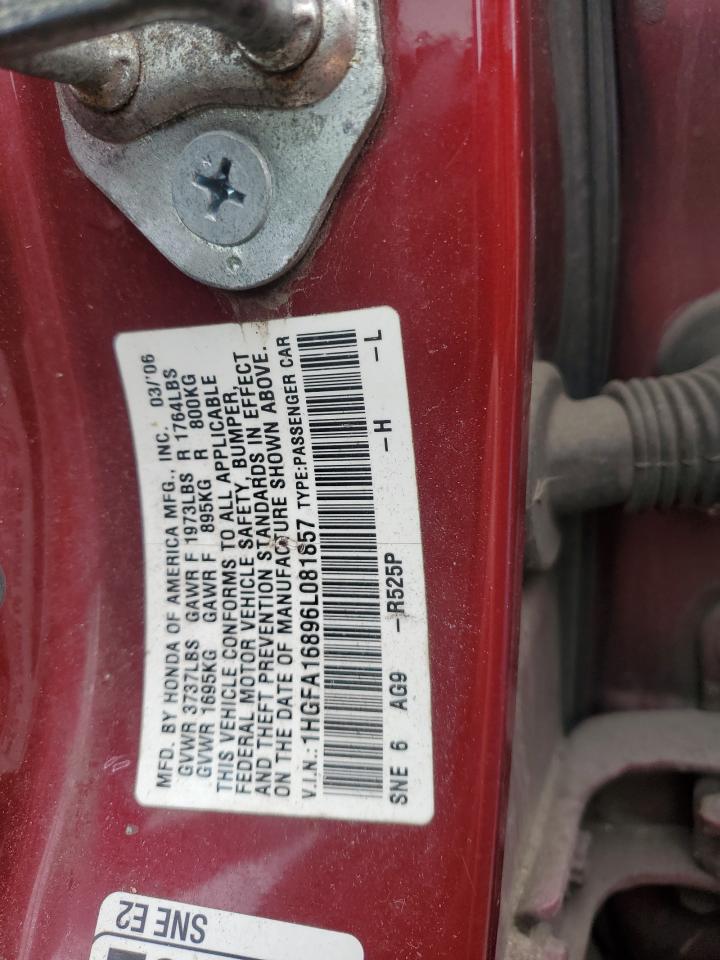 MFD. BY HONDA OF AMERICA MFG., INC. 03/'06
GVWR 3737LBS GAWR F 1973LBS R 1764LBS
GVWR 1695KG GAWR F 895KG R 800KG
THIS VEHICLE CONFORMS TO ALL APPLICABLE
FEDERAL MOTOR VEHICLE SAFETY, BUMPER,
AND THEFT PREVENTION STANDARDS IN EFFECT
ON THE DATE OF MANUFACTURE SHOWN ABOVE.
V.I.N.: 1HGFA16896L081657 TYPE:PASSENGER CAR
SNE 6 AG9 –R525P –H –L
SNE E2